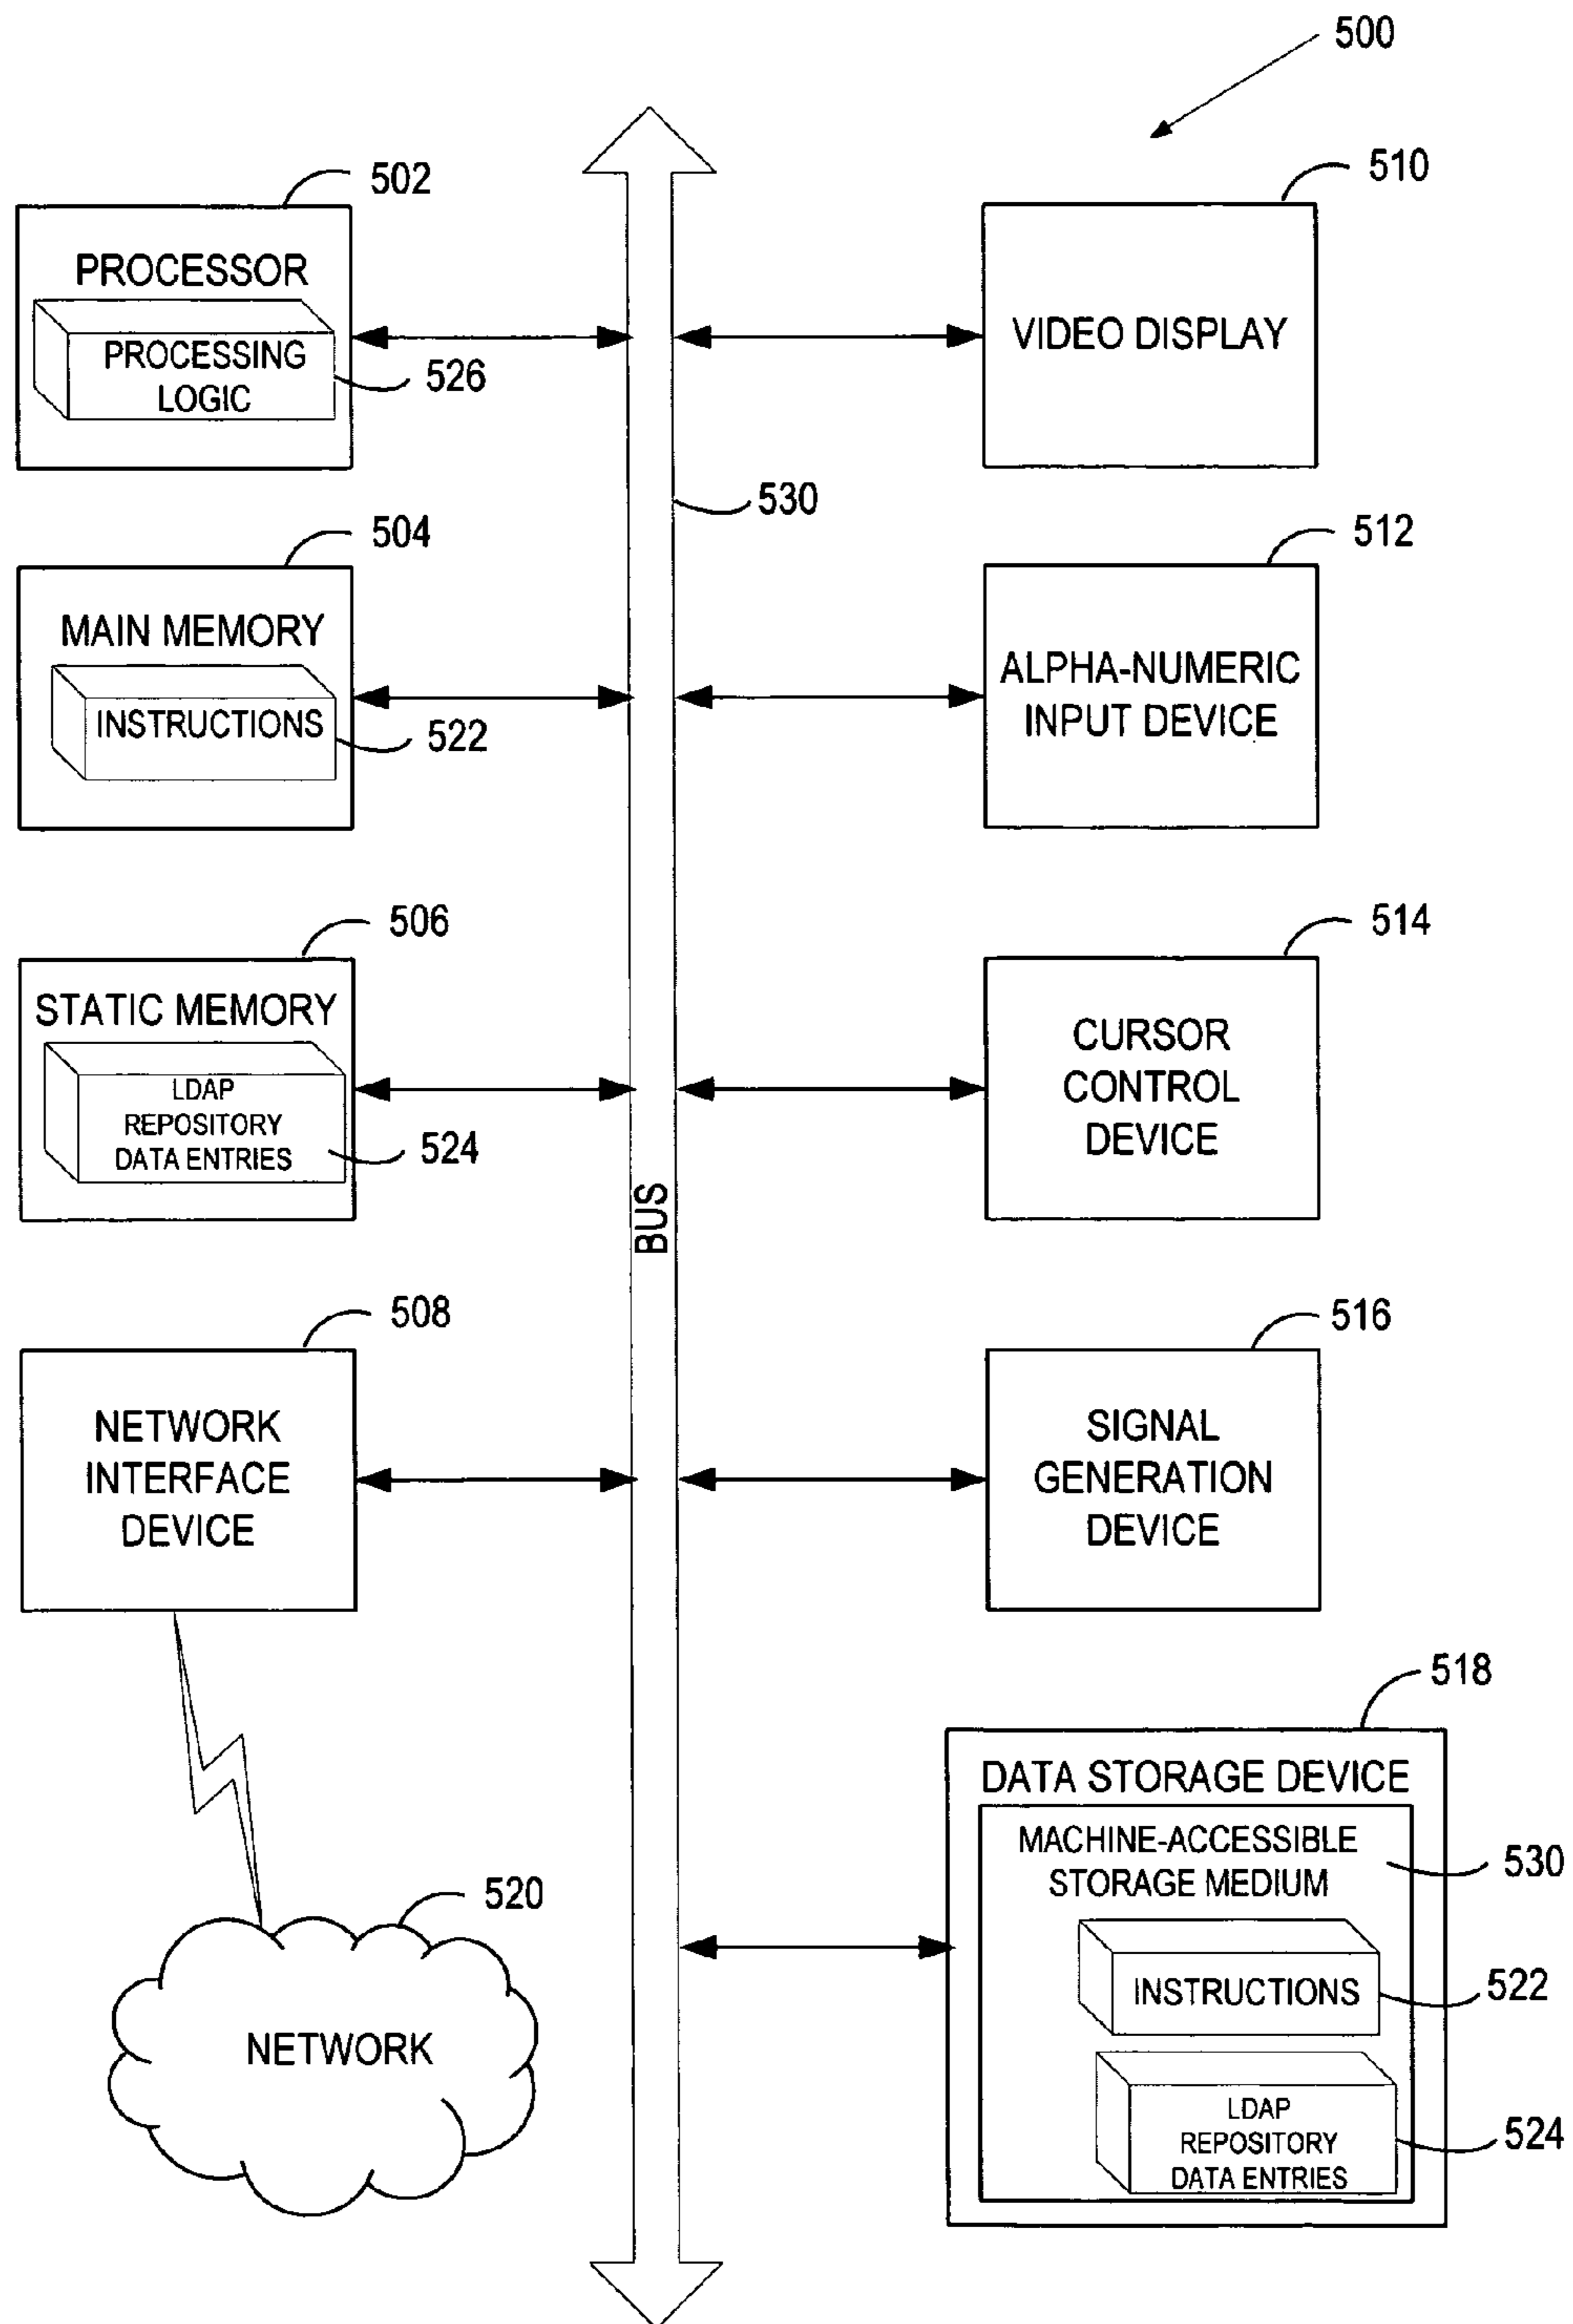 500
502
PROCESSOR
PROCESSING
LOGIC
526
510
VIDEO DISPLAY
530
504
MAIN MEMORY
INSTRUCTIONS
522
512
ALPHA-NUMERIC
INPUT DEVICE
506
STATIC MEMORY
LDAP
REPOSITORY
DATA ENTRIES
524
514
CURSOR
CONTROL
DEVICE
BUS
508
NETWORK
INTERFACE
DEVICE
516
SIGNAL
GENERATION
DEVICE
520
NETWORK
518
DATA STORAGE DEVICE
MACHINE-ACCESSIBLE
STORAGE MEDIUM
530
INSTRUCTIONS
522
LDAP
REPOSITORY
DATA ENTRIES
524